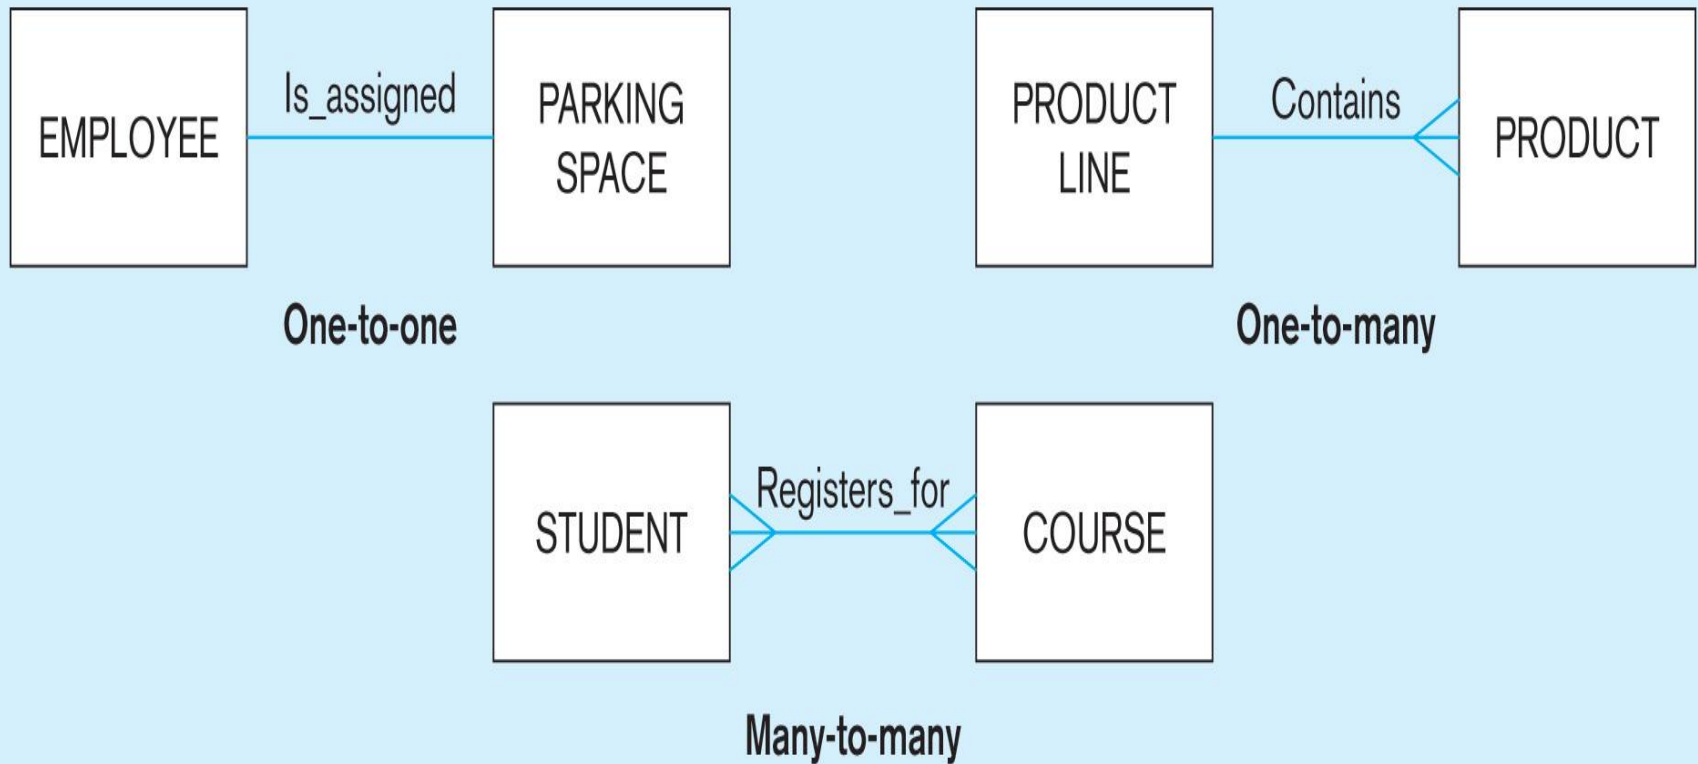 EMPLOYEE
Is_assigned
PARKING
SPACE
One-to-one
PRODUCT
LINE
Contains
PRODUCT
One-to-many
STUDENT
Registers_for
COURSE
Many-to-many